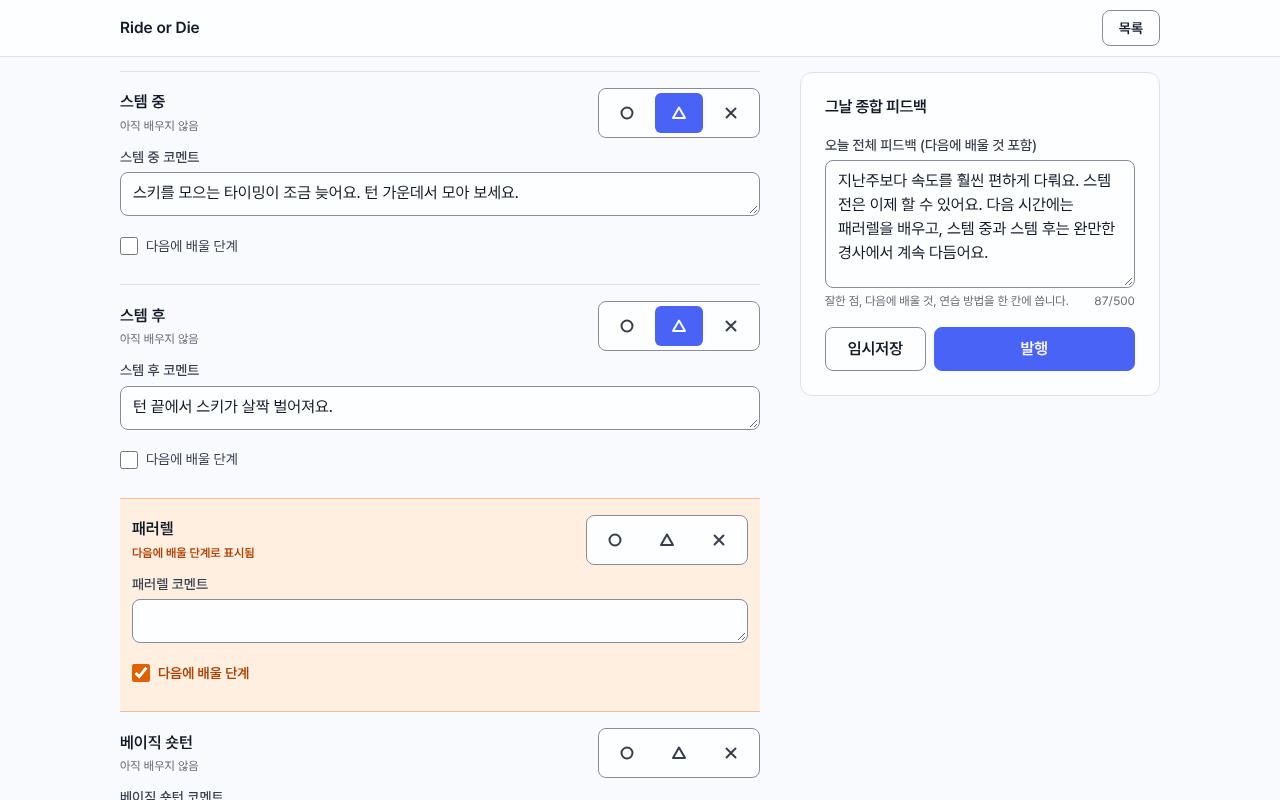 Ride or Die
목록
스템 중
아직 배우지 않음
스템 중 코멘트
스키를 모으는 타이밍이 조금 늦어요. 턴 가운데서 모아 보세요.
다음에 배울 단계
스템 후
아직 배우지 않음
스템 후 코멘트
턴 끝에서 스키가 살짝 벌어져요.
다음에 배울 단계
패러렐
다음에 배울 단계로 표시됨
패러렐 코멘트
다음에 배울 단계
베이직 숏턴
아직 배우지 않음
베이직 숏턴 코멘트
그날 종합 피드백
오늘 전체 피드백 (다음에 배울 것 포함)
지난주보다 속도를 훨씬 편하게 다뤄요. 스템
전은 이제 할 수 있어요. 다음 시간에는
패러렐을 배우고, 스템 중과 스템 후는 완만한
경사에서 계속 다듬어요.
잘한 점, 다음에 배울 것, 연습 방법을 한 칸에 씁니다.
87/500
임시저장
발행